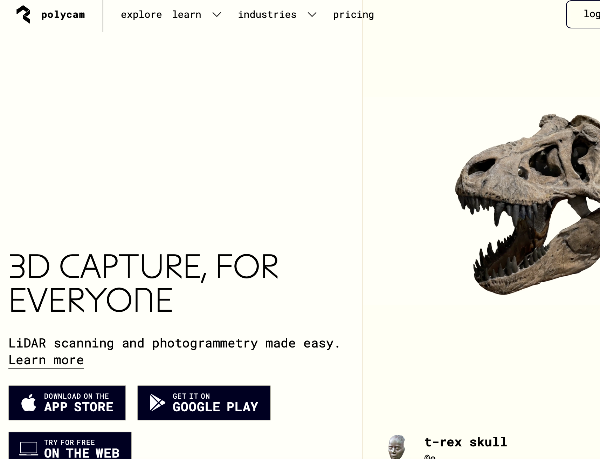 polycam explore learn industries pricing log
3D CAPTURE, FOR
EVERYONE
LiDAR scanning and photogrammetry made easy.
Learn more
DOWNLOAD ON THE
APP STORE
GET IT ON
GOOGLE PLAY
TRY FOR FREE
ON THE WEB
t-rex skull